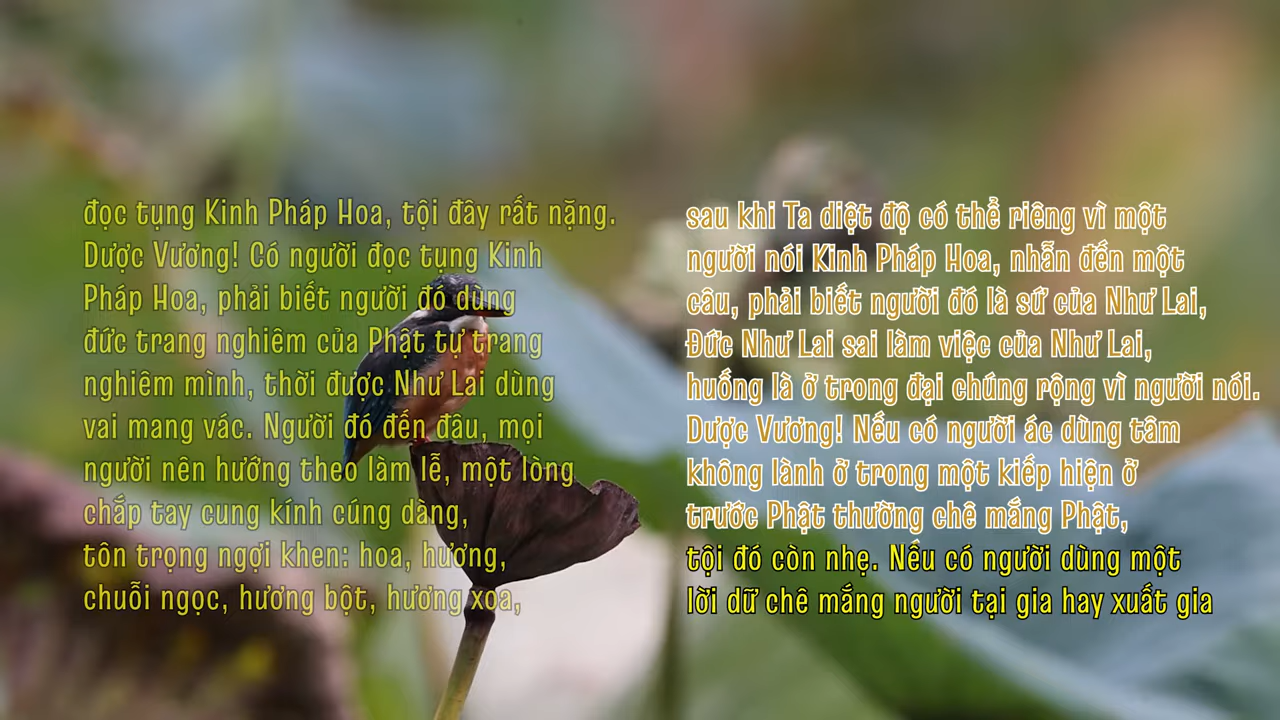 đọc tụng Kinh Pháp Hoa, tội đây rất nặng.
Dược Vương! Có người đọc tụng Kinh
Pháp Hoa, phải biết người đó dùng
đức trang nghiêm của Phật tự trang
nghiêm mình, thời được Như Lai dùng
vai mang vác. Người đó đến đâu, mọi
người nên hướng theo làm lễ, một lòng
chắp tay cung kính cúng dàng,
tôn trọng ngợi khen: hoa, hương,
chuỗi ngọc, hương bột, hương xoa,
sau khi Ta diệt độ có thể riêng vì một
người nói Kinh Pháp Hoa, nhẫn đến một
câu, phải biết người đó là sứ của Như Lai,
Đức Như Lai sai làm việc của Như Lai,
huống là ở trong đại chúng rộng vì người nói.
Dược Vương! Nếu có người ác dùng tâm
không lành ở trong một kiếp hiện ở
trước Phật thường chê mắng Phật,
tội đó còn nhẹ. Nếu có người dùng một
lời dữ chê mắng người tại gia hay xuất gia